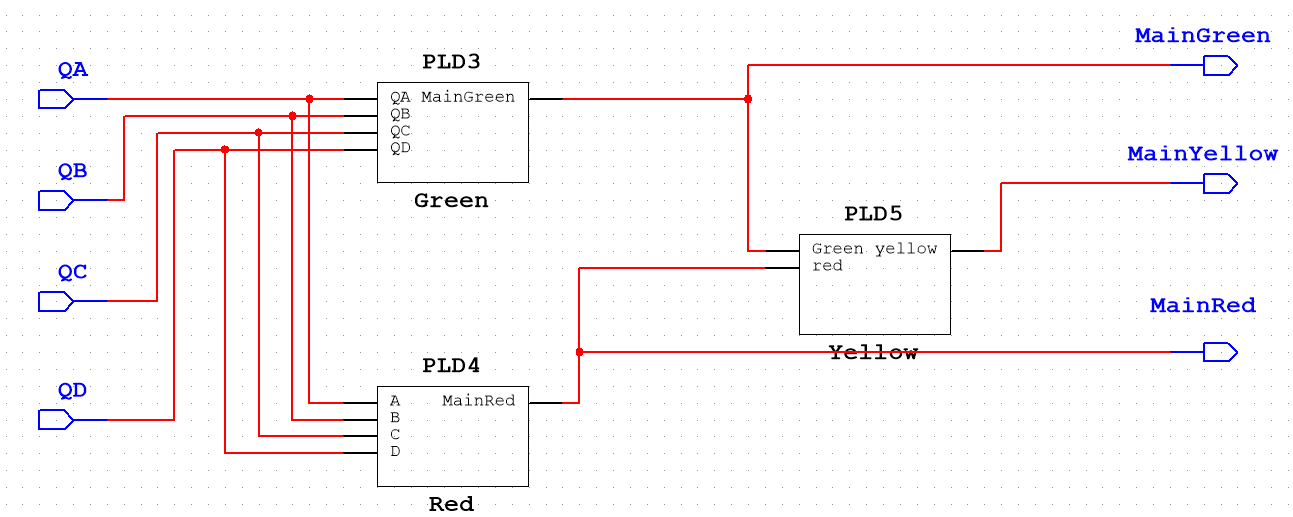 MainGreen
PLD3
QA
QA MainGreen
QB
QC
QD
MainYellow
QB
Green
PLD5
Green yellow
red
QC
MainRed
Yellow
PLD4
QD
A MainRed
B
C
D
Red